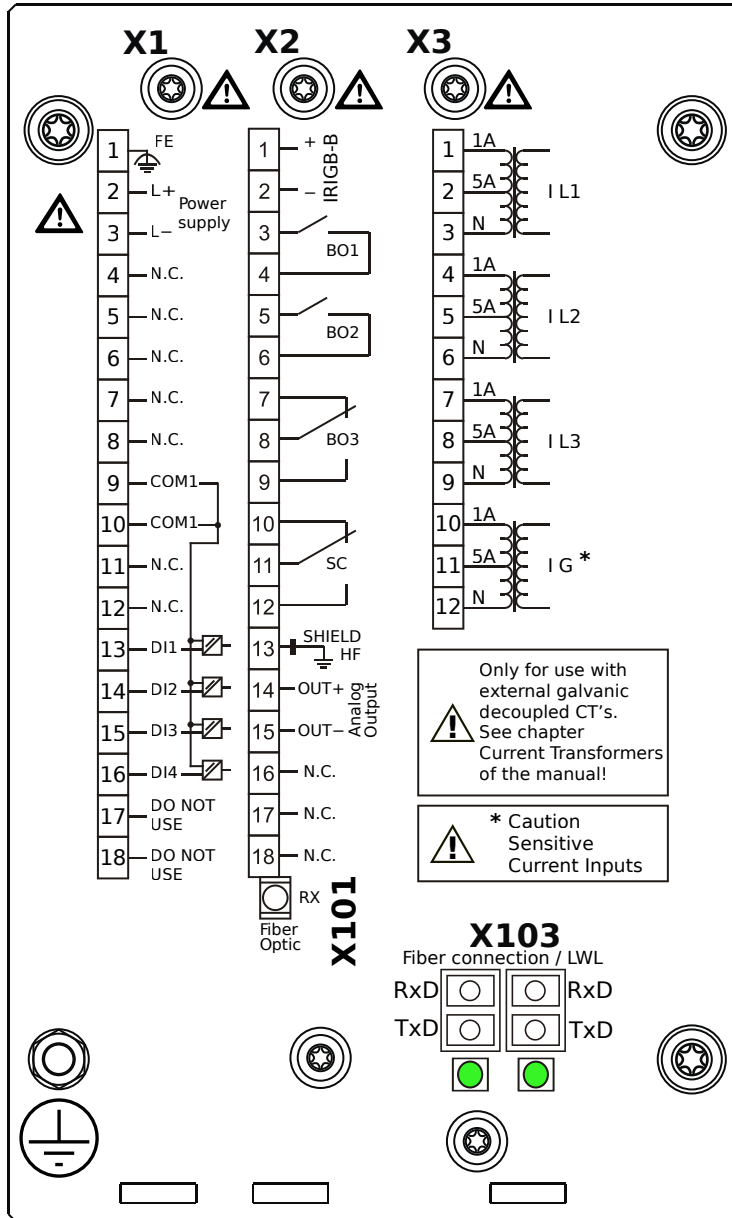 X1
X2
X3
1 FE
2 L+
Power
supply
3 L−
4 N.C.
5 N.C.
6 N.C.
7 N.C.
8 N.C.
9 COM1
10 COM1
11 N.C.
12 N.C.
13 DI1
14 DI2
15 DI3
16 DI4
17 DO NOT
USE
18 DO NOT
USE
1 +
IRIGB-B
2 −
3
BO1
4
5
BO2
6
7
8 BO3
9
10
11 SC
12
13 SHIELD
HF
14 OUT+
Analog
Output
15 OUT−
16 N.C.
17 N.C.
18 N.C.
RX
Fiber
Optic
X101
1 1A
2 5A I L1
3 N
4 1A
5 5A I L2
6 N
7 1A
8 5A I L3
9 N
10 1A
11 5A I G *
12 N
! Only for use with
external galvanic
decoupled CT's.
See chapter
Current Transformers
of the manual!
! * Caution
Sensitive
Current Inputs
X103
Fiber connection / LWL
RxD RxD
TxD TxD